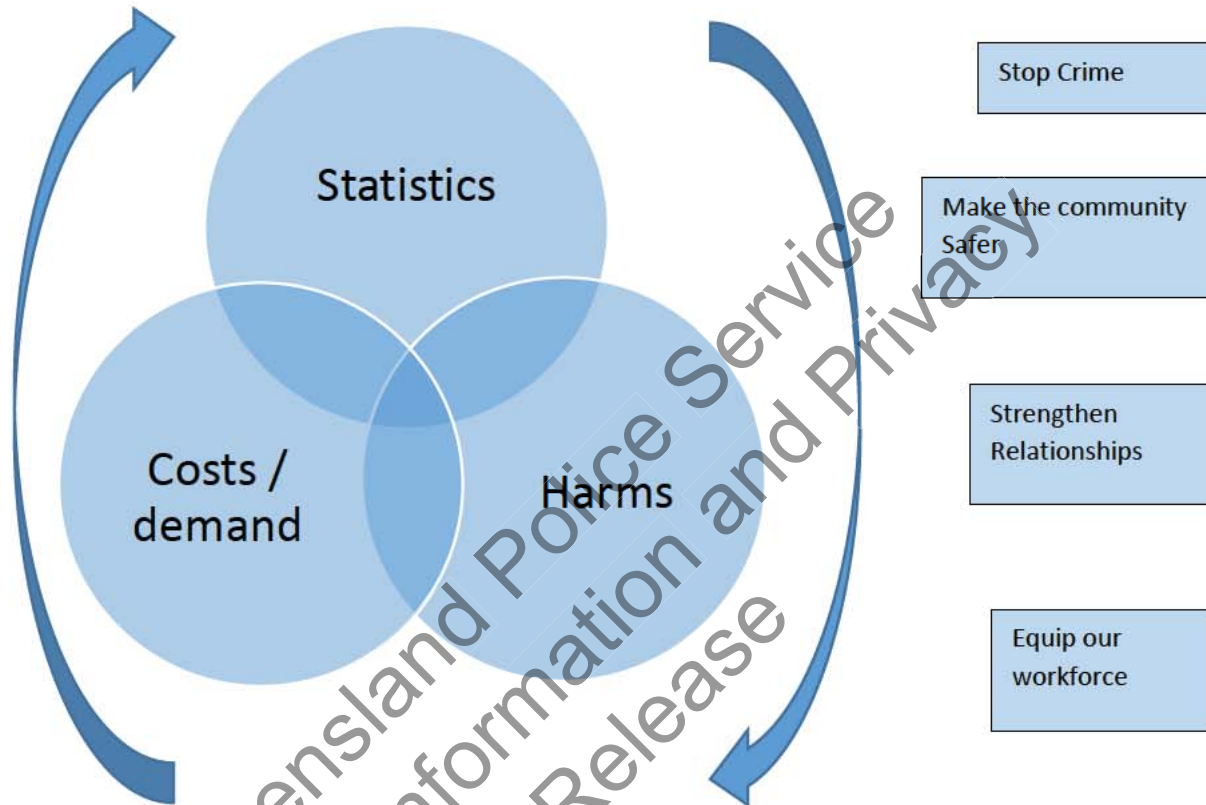 Statistics
Costs /
demand
Harms
Stop Crime
Make the community
Safer
Strengthen
Relationships
Equip our
workforce
Police Service
Information and Privacy
Release